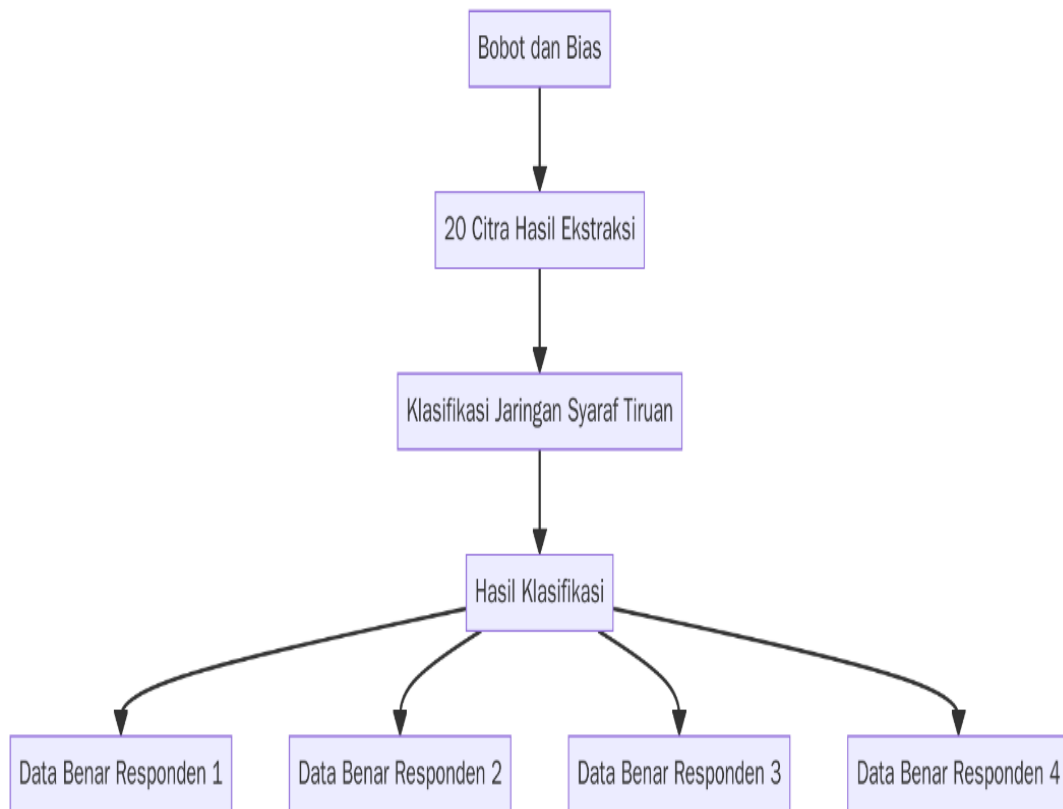 Bobot dan Bias
20 Citra Hasil Ekstraksi
Klasifikasi Jaringan Syaraf Tiruan
Hasil Klasifikasi
Data Benar Responden 1
Data Benar Responden 2
Data Benar Responden 3
Data Benar Responden 4